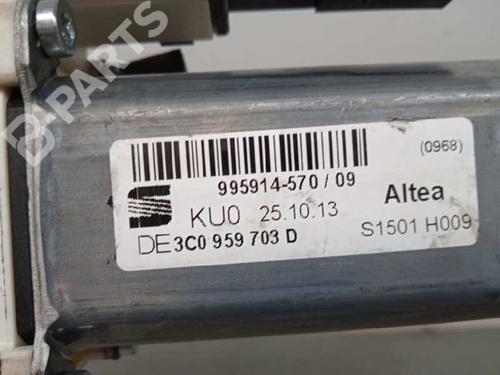 B-PARTS
(0968)
995914-570 / 09
Altea
KU0 25.10.13
S1501 H009
DE 3C0 959 703 D